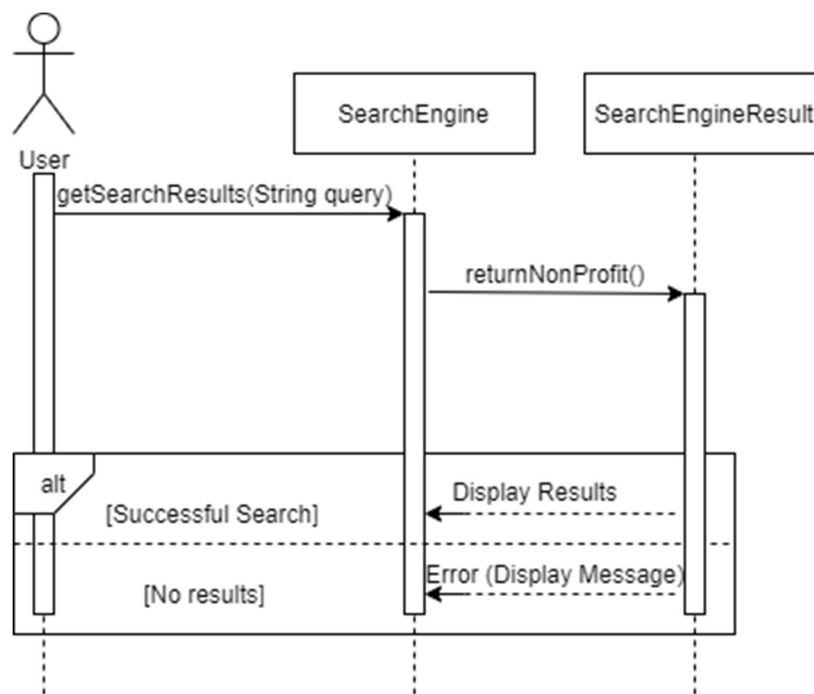 User
SearchEngine
SearchEngineResult
getSearchResults(String query)
returnNonProfit()
alt
[Successful Search]
Display Results
[No results]
Error (Display Message)